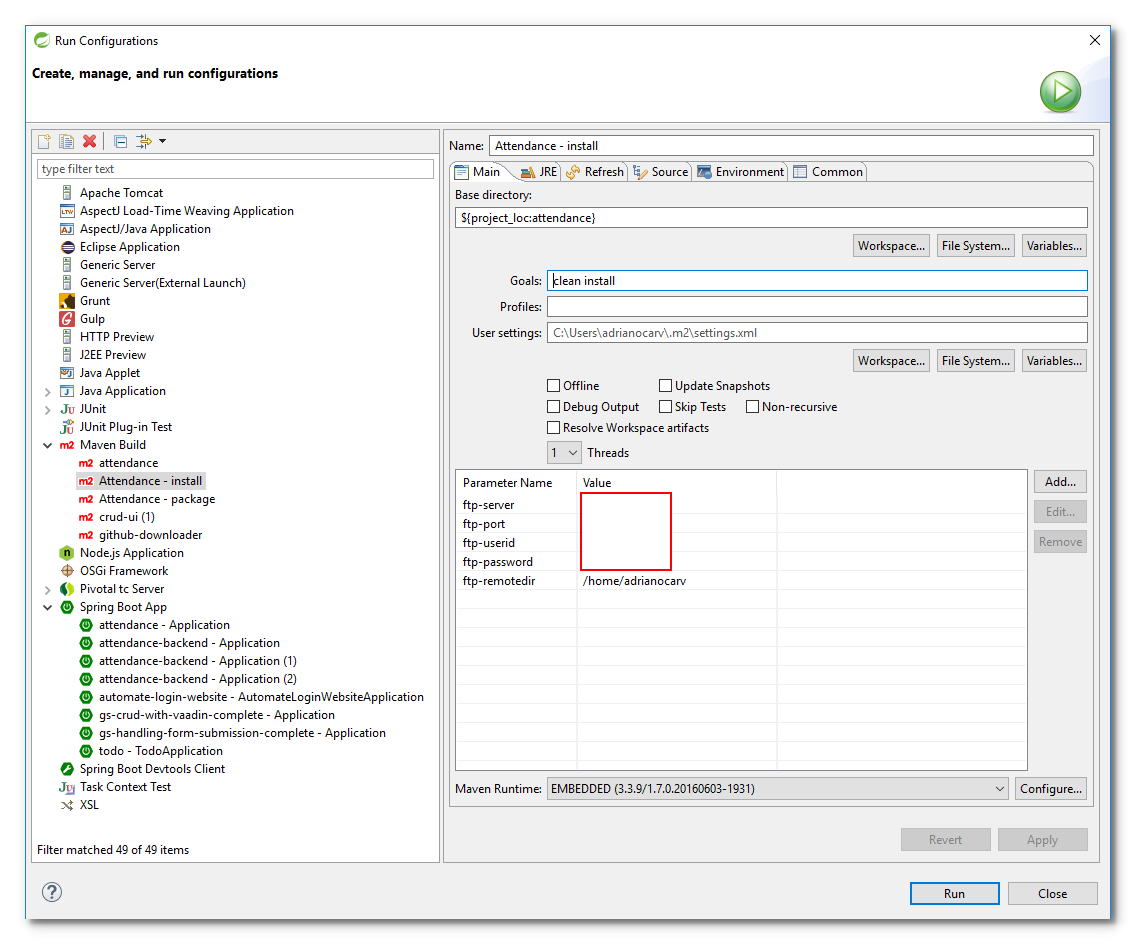 Run Configurations
Create, manage, and run configurations
type filter text
Apache Tomcat
AspectJ Load-Time Weaving Application
AspectJ/Java Application
Eclipse Application
Generic Server
Generic Server(External Launch)
Grunt
Gulp
HTTP Preview
J2EE Preview
Java Applet
Java Application
JUnit
JUnit Plug-in Test
Maven Build
attendance
Attendance - install
Attendance - package
crud-ui (1)
github-downloader
Node.js Application
OSGi Framework
Pivotal tc Server
Spring Boot App
attendance - Application
attendance-backend - Application
attendance-backend - Application (1)
attendance-backend - Application (2)
automate-login-website - AutomateLoginWebsiteApplication
gs-crud-with-vaadin-complete - Application
gs-handling-form-submission-complete - Application
todo - TodoApplication
Spring Boot Devtools Client
Task Context Test
XSL
Filter matched 49 of 49 items
Name: Attendance - install
Main JRE Refresh Source Environment Common
Base directory:
${project_loc:attendance}
Workspace... File System... Variables...
Goals: clean install
Profiles:
User settings: C:\Users\adrianocarv\.m2\settings.xml
Workspace... File System... Variables...
Offline Update Snapshots
Debug Output Skip Tests Non-recursive
Resolve Workspace artifacts
1 Threads
Parameter Name Value
ftp-server
ftp-port
ftp-userid
ftp-password
ftp-remotedir /home/adrianocarv
Add...
Edit...
Remove
Maven Runtime: EMBEDDED (3.3.9/1.7.0.20160603-1931) Configure...
Revert Apply
Run Close